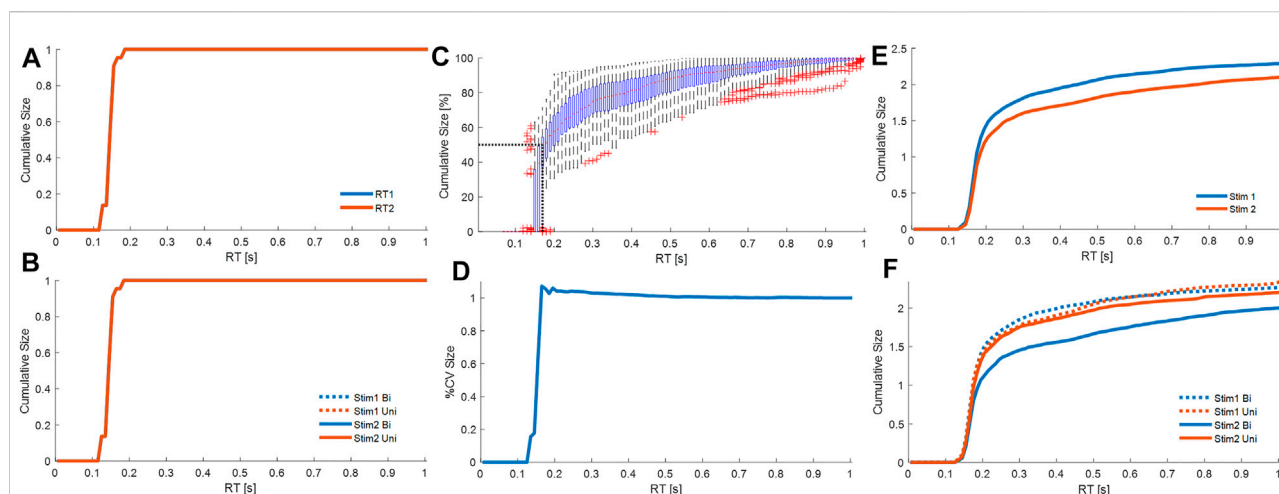 A
Cumulative Size
1
0.8
0.6
0.4
0.2
0
RT1
RT2
0 0.1 0.2 0.3 0.4 0.5 0.6 0.7 0.8 0.9 1
RT [s]
B
Cumulative Size
1
0.8
0.6
0.4
0.2
0
Stim1 Bi
Stim1 Uni
Stim2 Bi
Stim2 Uni
0 0.1 0.2 0.3 0.4 0.5 0.6 0.7 0.8 0.9 1
RT [s]
C
Cumulative Size [%]
100
80
60
40
20
0
0.1 0.2 0.3 0.4 0.5 0.6 0.7 0.8 0.9 1
RT [s]
D
%CV Size
1
0.8
0.6
0.4
0.2
0
0 0.1 0.2 0.3 0.4 0.5 0.6 0.7 0.8 0.9 1
RT [s]
E
Cumulative Size
2.5
2
1.5
1
0.5
0
Stim 1
Stim 2
0 0.1 0.2 0.3 0.4 0.5 0.6 0.7 0.8 0.9
RT [s]
F
Cumulative Size
2
1.5
1
0.5
0
Stim1 Bi
Stim1 Uni
Stim2 Bi
Stim2 Uni
0 0.1 0.2 0.3 0.4 0.5 0.6 0.7 0.8 0.9 1
RT [s]